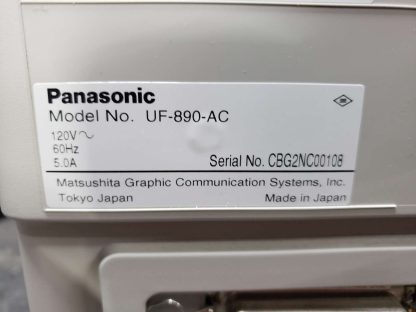 Panasonic
Model No. UF-890-AC
120V~
60Hz
5.0A
Serial No. CBG2NC00108
Matsushita Graphic Communication Systems, Inc.
Tokyo Japan
Made in Japan